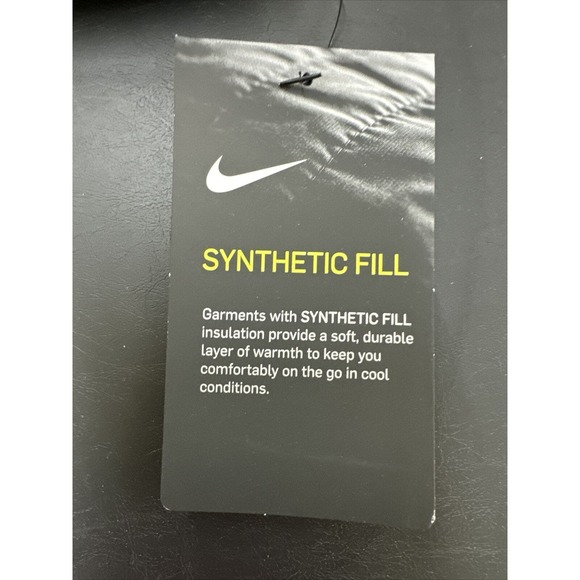 SYNTHETIC FILL
Garments with SYNTHETIC FILL
insulation provide a soft, durable
layer of warmth to keep you
comfortably on the go in cool
conditions.